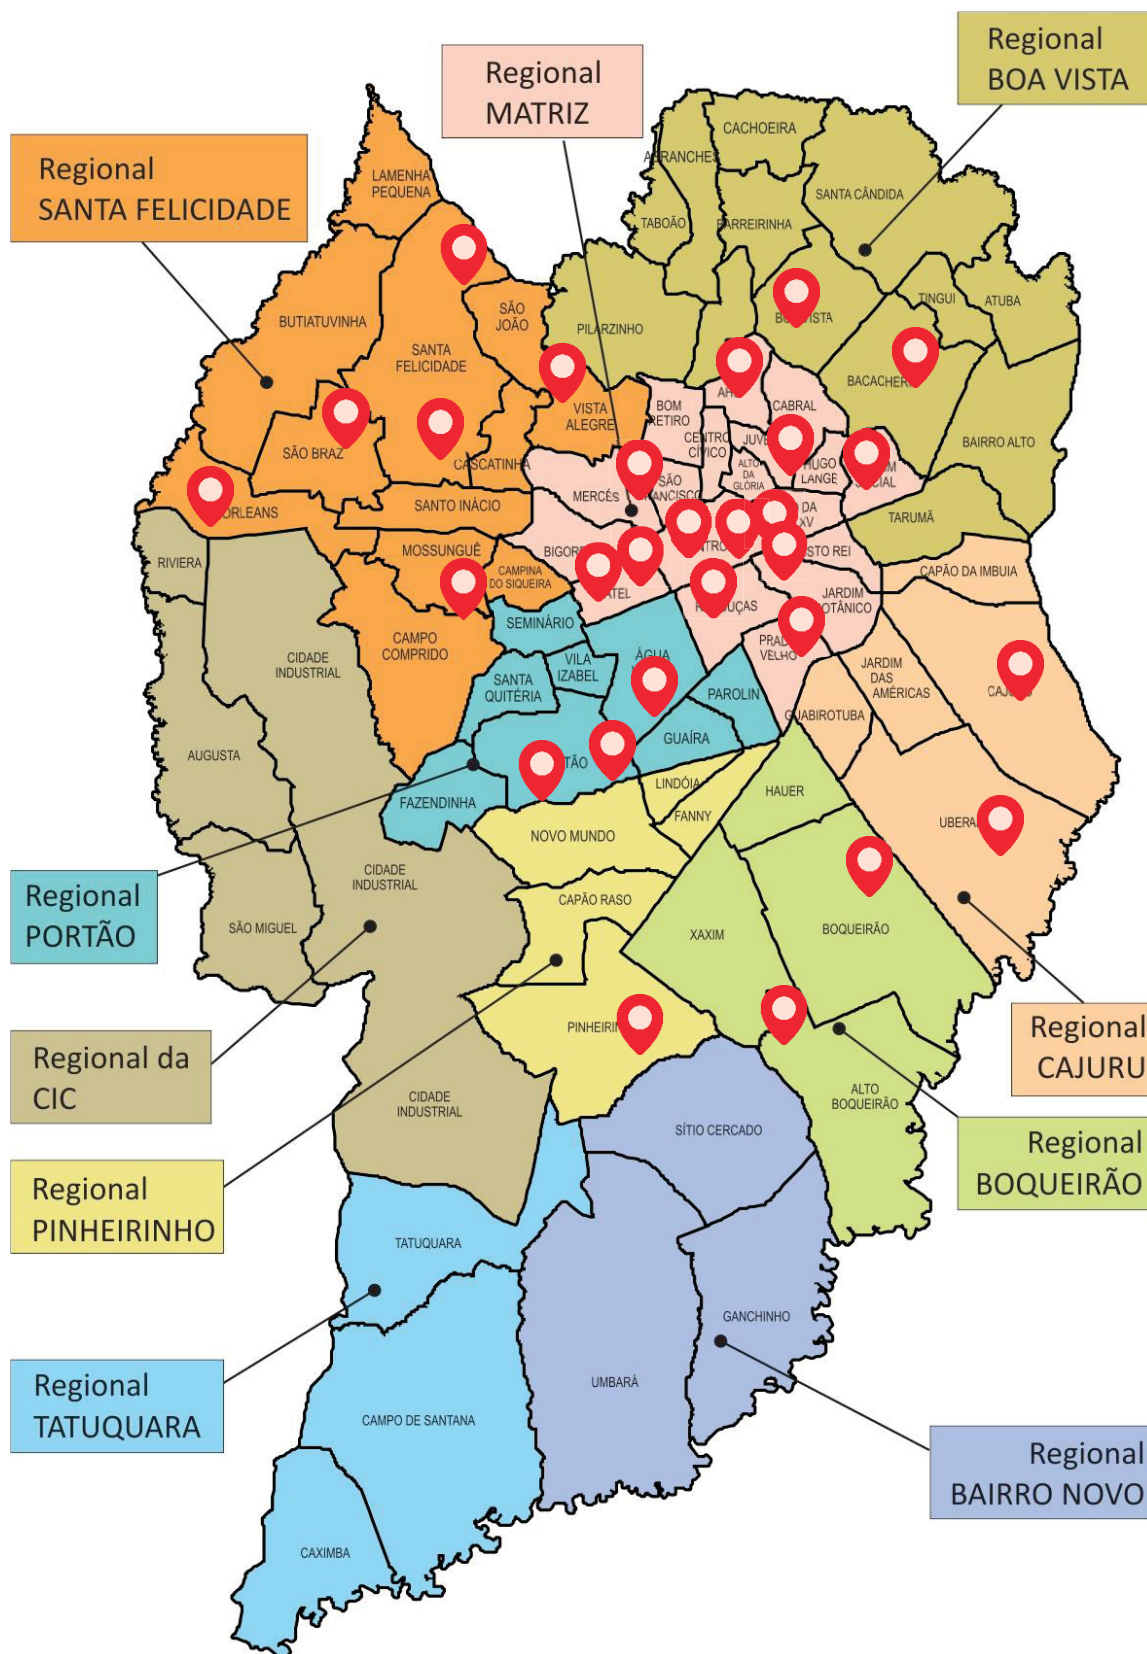 Regional
BOA VISTA
Regional
MATRIZ
Regional
SANTA FELICIDADE
CACHOEIRA
LAMENHA
PEQUENA
SANTA CÂNDIDA
TABOÃO
TINGUI
ATUBA
SÃO
JOÃO
BUTIATUVINHA
PILARZINHO
SANTA
FELICIDADE
VISTA
ALEGRE
BOM
RETIRO
CABRAL
BAIRRO ALTO
CENTRO
CÍVICO
SÃO BRAZ
CASCATINHA
ALTO
DA
GLÓRIA
HUGO
LANGE
MERCÊS
SÃO
SANTO INÁCIO
ORLEANS
TARUMÃ
MOSSUNGUÊ
RIVIERA
CAMPINA
DO SIQUEIRA
CAPÃO DA IMBUIA
JARDIM
SEMINÁRIO
CAMPO
COMPRIDO
CIDADE
INDUSTRIAL
VILA
IZABEL
ÁGUA
VELHO
JARDIM
DAS
AMÉRICAS
SANTA
QUITÉRIA
PAROLIN
GUABIROTUBA
AUGUSTA
GUAÍRA
FAZENDINHA
LINDÓIA
FANNY
HAUER
NOVO MUNDO
CIDADE
INDUSTRIAL
Regional
PORTÃO
CAPÃO RASO
SÃO MIGUEL
XAXIM
BOQUEIRÃO
Regional
CAJURU
Regional da
CIC
CIDADE
INDUSTRIAL
ALTO
BOQUEIRÃO
SÍTIO CERCADO
Regional
BOQUEIRÃO
Regional
PINHEIRINHO
TATUQUARA
GANCHINHO
UMBARÁ
Regional
TATUQUARA
CAMPO DE SANTANA
Regional
BAIRRO NOVO
CAXIMBA